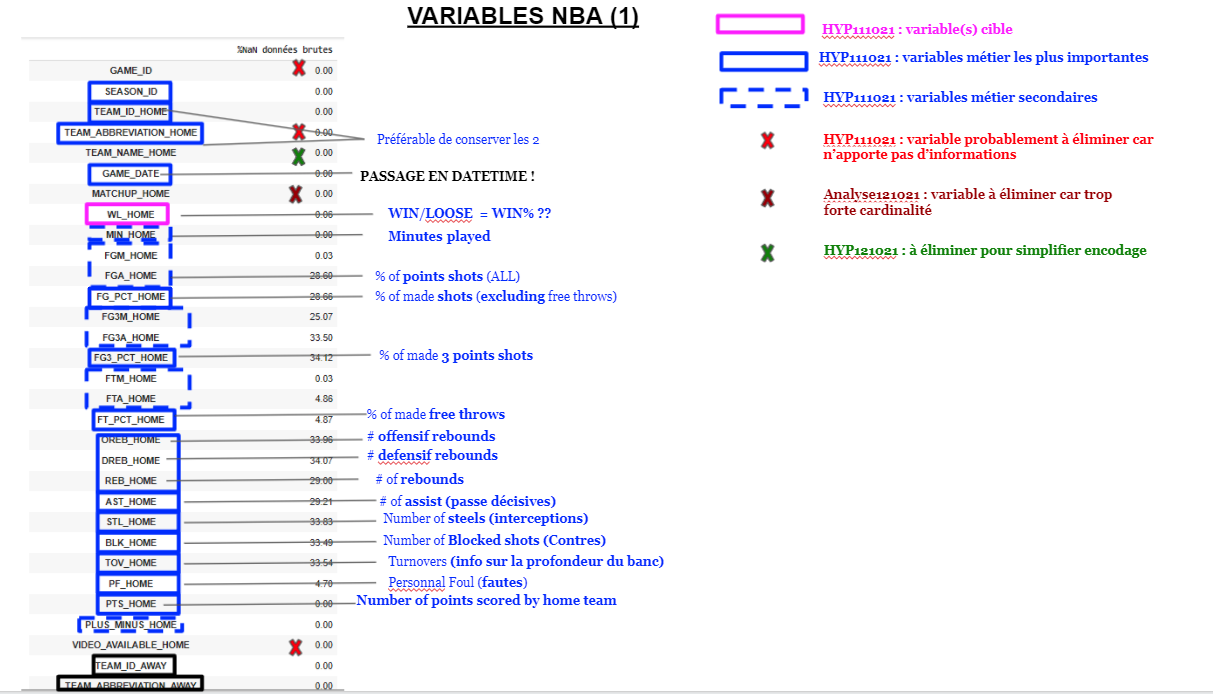 VARIABLES NBA (1)
%NaN données brutes
GAME_ID 0.00
SEASON_ID 0.00
TEAM_ID_HOME 0.00
TEAM_ABBREVIATION_HOME 0.00
Préférable de conserver les 2
TEAM_NAME_HOME 0.00
GAME_DATE 0.00
PASSAGE EN DATETIME !
MATCHUP_HOME 0.00
WL_HOME 0.06 WIN/LOOSE = WIN% ??
MIN_HOME 0.00 Minutes played
FGM_HOME 0.03
FGA_HOME 28.60 % of points shots (ALL)
FG_PCT_HOME 28.66 % of made shots (excluding free throws)
FG3M_HOME 25.07
FG3A_HOME 33.50
FG3_PCT_HOME 34.12 % of made 3 points shots
FTM_HOME 0.03
FTA_HOME 4.86
FT_PCT_HOME 4.87 % of made free throws
OREB_HOME 33.96 # offensif rebounds
DREB_HOME 34.07 # defensif rebounds
REB_HOME 29.00 # of rebounds
AST_HOME 29.21 # of assist (passe décisives)
STL_HOME 33.83 Number of steels (interceptions)
BLK_HOME 33.49 Number of Blocked shots (Contres)
TOV_HOME 33.54 Turnovers (info sur la profondeur du banc)
PF_HOME 4.70 Personnal Foul (fautes)
PTS_HOME 0.00 Number of points scored by home team
PLUS_MINUS_HOME 0.00
VIDEO_AVAILABLE_HOME 0.00
TEAM_ID_AWAY 0.00
TEAM_ABBREVIATION_AWAY 0.00
HYP111021 : variable(s) cible
HYP111021 : variables métier les plus importantes
HYP111021 : variables métier secondaires
HYP111021 : variable probablement à éliminer car
n'apporte pas d'informations
Analyse121021 : variable à éliminer car trop
forte cardinalité
HYP121021 : à éliminer pour simplifier encodage